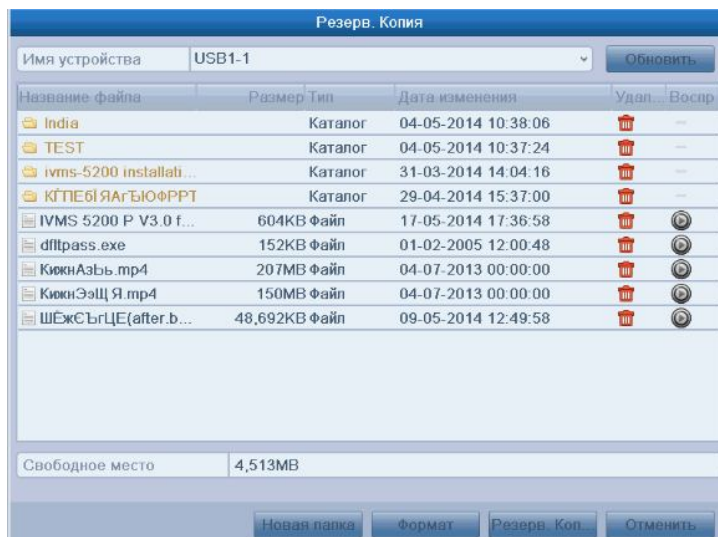 Резерв. Копия
Имя устройства USB1-1 Обновить
Название файла Размер Тип Дата изменения Удал... Воспр
India Каталог 04-05-2014 10:38:06
TEST Каталог 04-05-2014 10:37:24
ivms-5200 installati... Каталог 31-03-2014 14:04:16
Каталог 29-04-2014 15:37:00
IVMS 5200 P V3.0 f... 604KB Файл 17-05-2014 17:36:58
dfltpass.exe 152KB Файл 01-02-2005 12:00:48
КижнАзЬь.mp4 207MB Файл 04-07-2013 00:00:00
КижнЭэЩ Я.mp4 150MB Файл 04-07-2013 00:00:00
ШЁжЄЪгЦЕ(after.b... 48,692KB Файл 09-05-2014 12:49:58
Свободное место 4,513MB
Новая папка Формат Резерв. Коп... Отменить